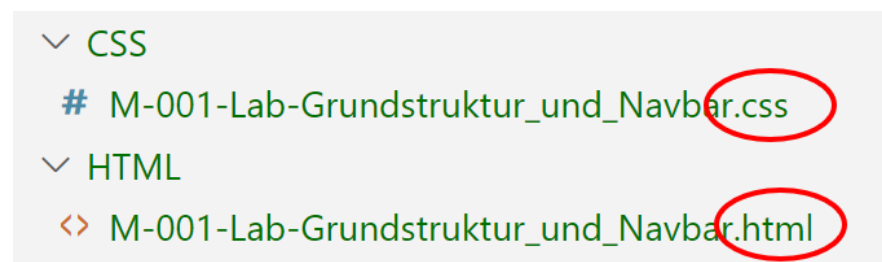 CSS
# M-001-Lab-Grundstruktur_und_Navbar.css
HTML
<> M-001-Lab-Grundstruktur_und_Navbar.html